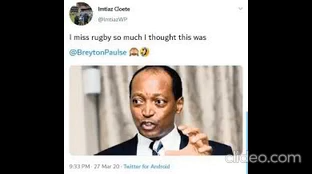 Imtiaz Cloete
@ImtiazWP
I miss rugby so much I thought this was
@BreytonPaulse 🙈🤣
9:33 PM 27 Mar 20 · Twitter for Android
clideo.com